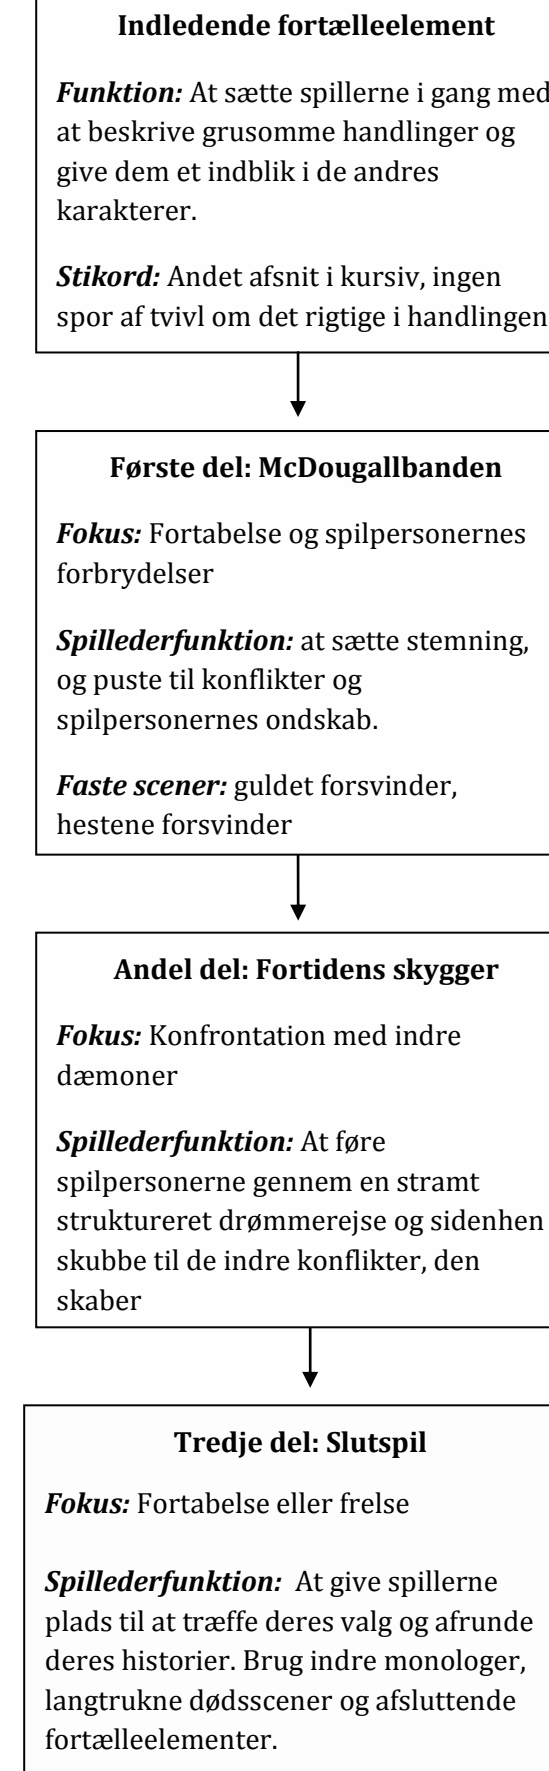 Indledende fortælleelement
Funktion: At sætte spillerne i gang med
at beskrive grusomme handlinger og
give dem et indblik i de andres
karakterer.
Stikord: Andet afsnit i kursiv, ingen
spor af tvivl om det rigtige i handlingen
Første del: McDougallbanden
Fokus: Fortabelse og spilpersonernes
forbrydelser
Spillederfunktion: at sætte stemning,
og puste til konflikter og
spilpersonernes ondskab.
Faste scener: guldet forsvinder,
hestene forsvinder
Andel del: Fortidens skygger
Fokus: Konfrontation med indre
dæmoner
Spillederfunktion: At føre
spilpersonerne gennem en stramt
struktureret drømmerejse og sidenhen
skubbe til de indre konflikter, den
skaber
Tredje del: Slutspil
Fokus: Fortabelse eller frelse
Spillederfunktion: At give spillerne
plads til at træffe deres valg og afrunde
deres historier. Brug indre monologer,
langtrukne dødsscener og afsluttende
fortælleelementer.